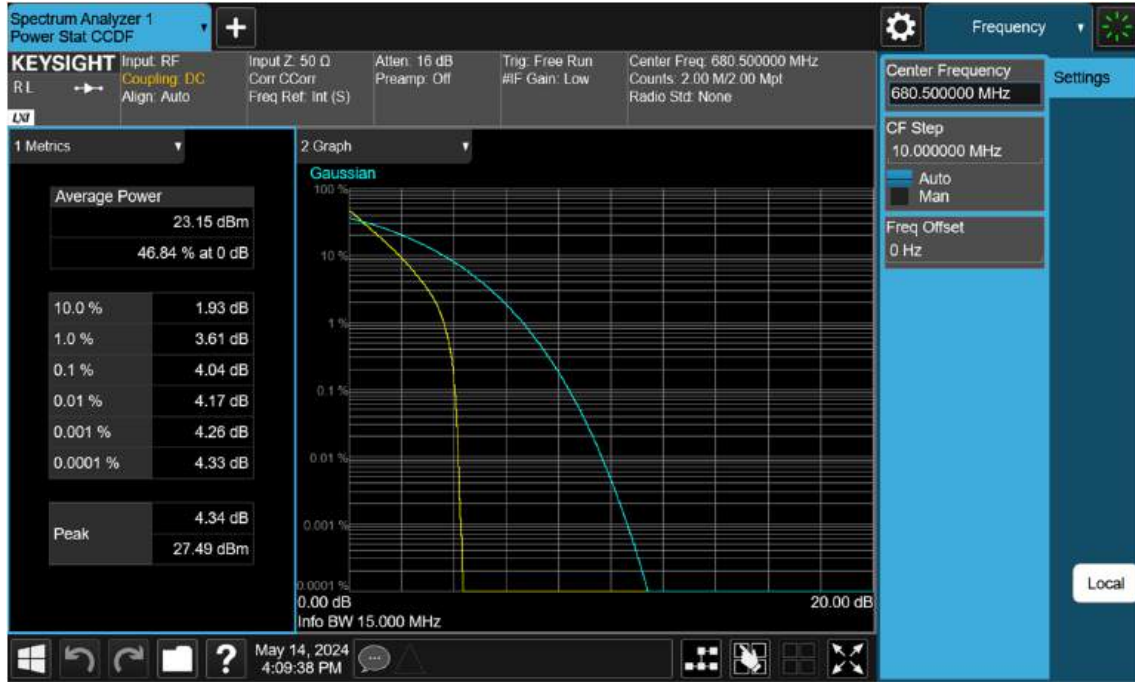 Spectrum Analyzer 1
Power Stat CCDF
+
Frequency
KEYSIGHT
R L
LXI
Input: RF
Coupling: DC
Align: Auto
Input Z: 50 Ω
Corr CCorr
Freq Ref: Int (S)
Atten: 16 dB
Preamp: Off
Trig: Free Run
#IF Gain: Low
Center Freq: 680.500000 MHz
Counts: 2.00 M/2.00 Mpt
Radio Std: None
Center Frequency
680.500000 MHz
Settings
CF Step
10.000000 MHz
Auto
Man
Freq Offset
0 Hz
Local
1 Metrics
Average Power
23.15 dBm
46.84 % at 0 dB
10.0 % 1.93 dB
1.0 % 3.61 dB
0.1 % 4.04 dB
0.01 % 4.17 dB
0.001 % 4.26 dB
0.0001 % 4.33 dB
Peak 4.34 dB
27.49 dBm
2 Graph
Gaussian
100 %
10 %
1 %
0.1 %
0.01 %
0.001 %
0.0001 %
0.00 dB 20.00 dB
Info BW 15.000 MHz
?
May 14, 2024
4:09:38 PM